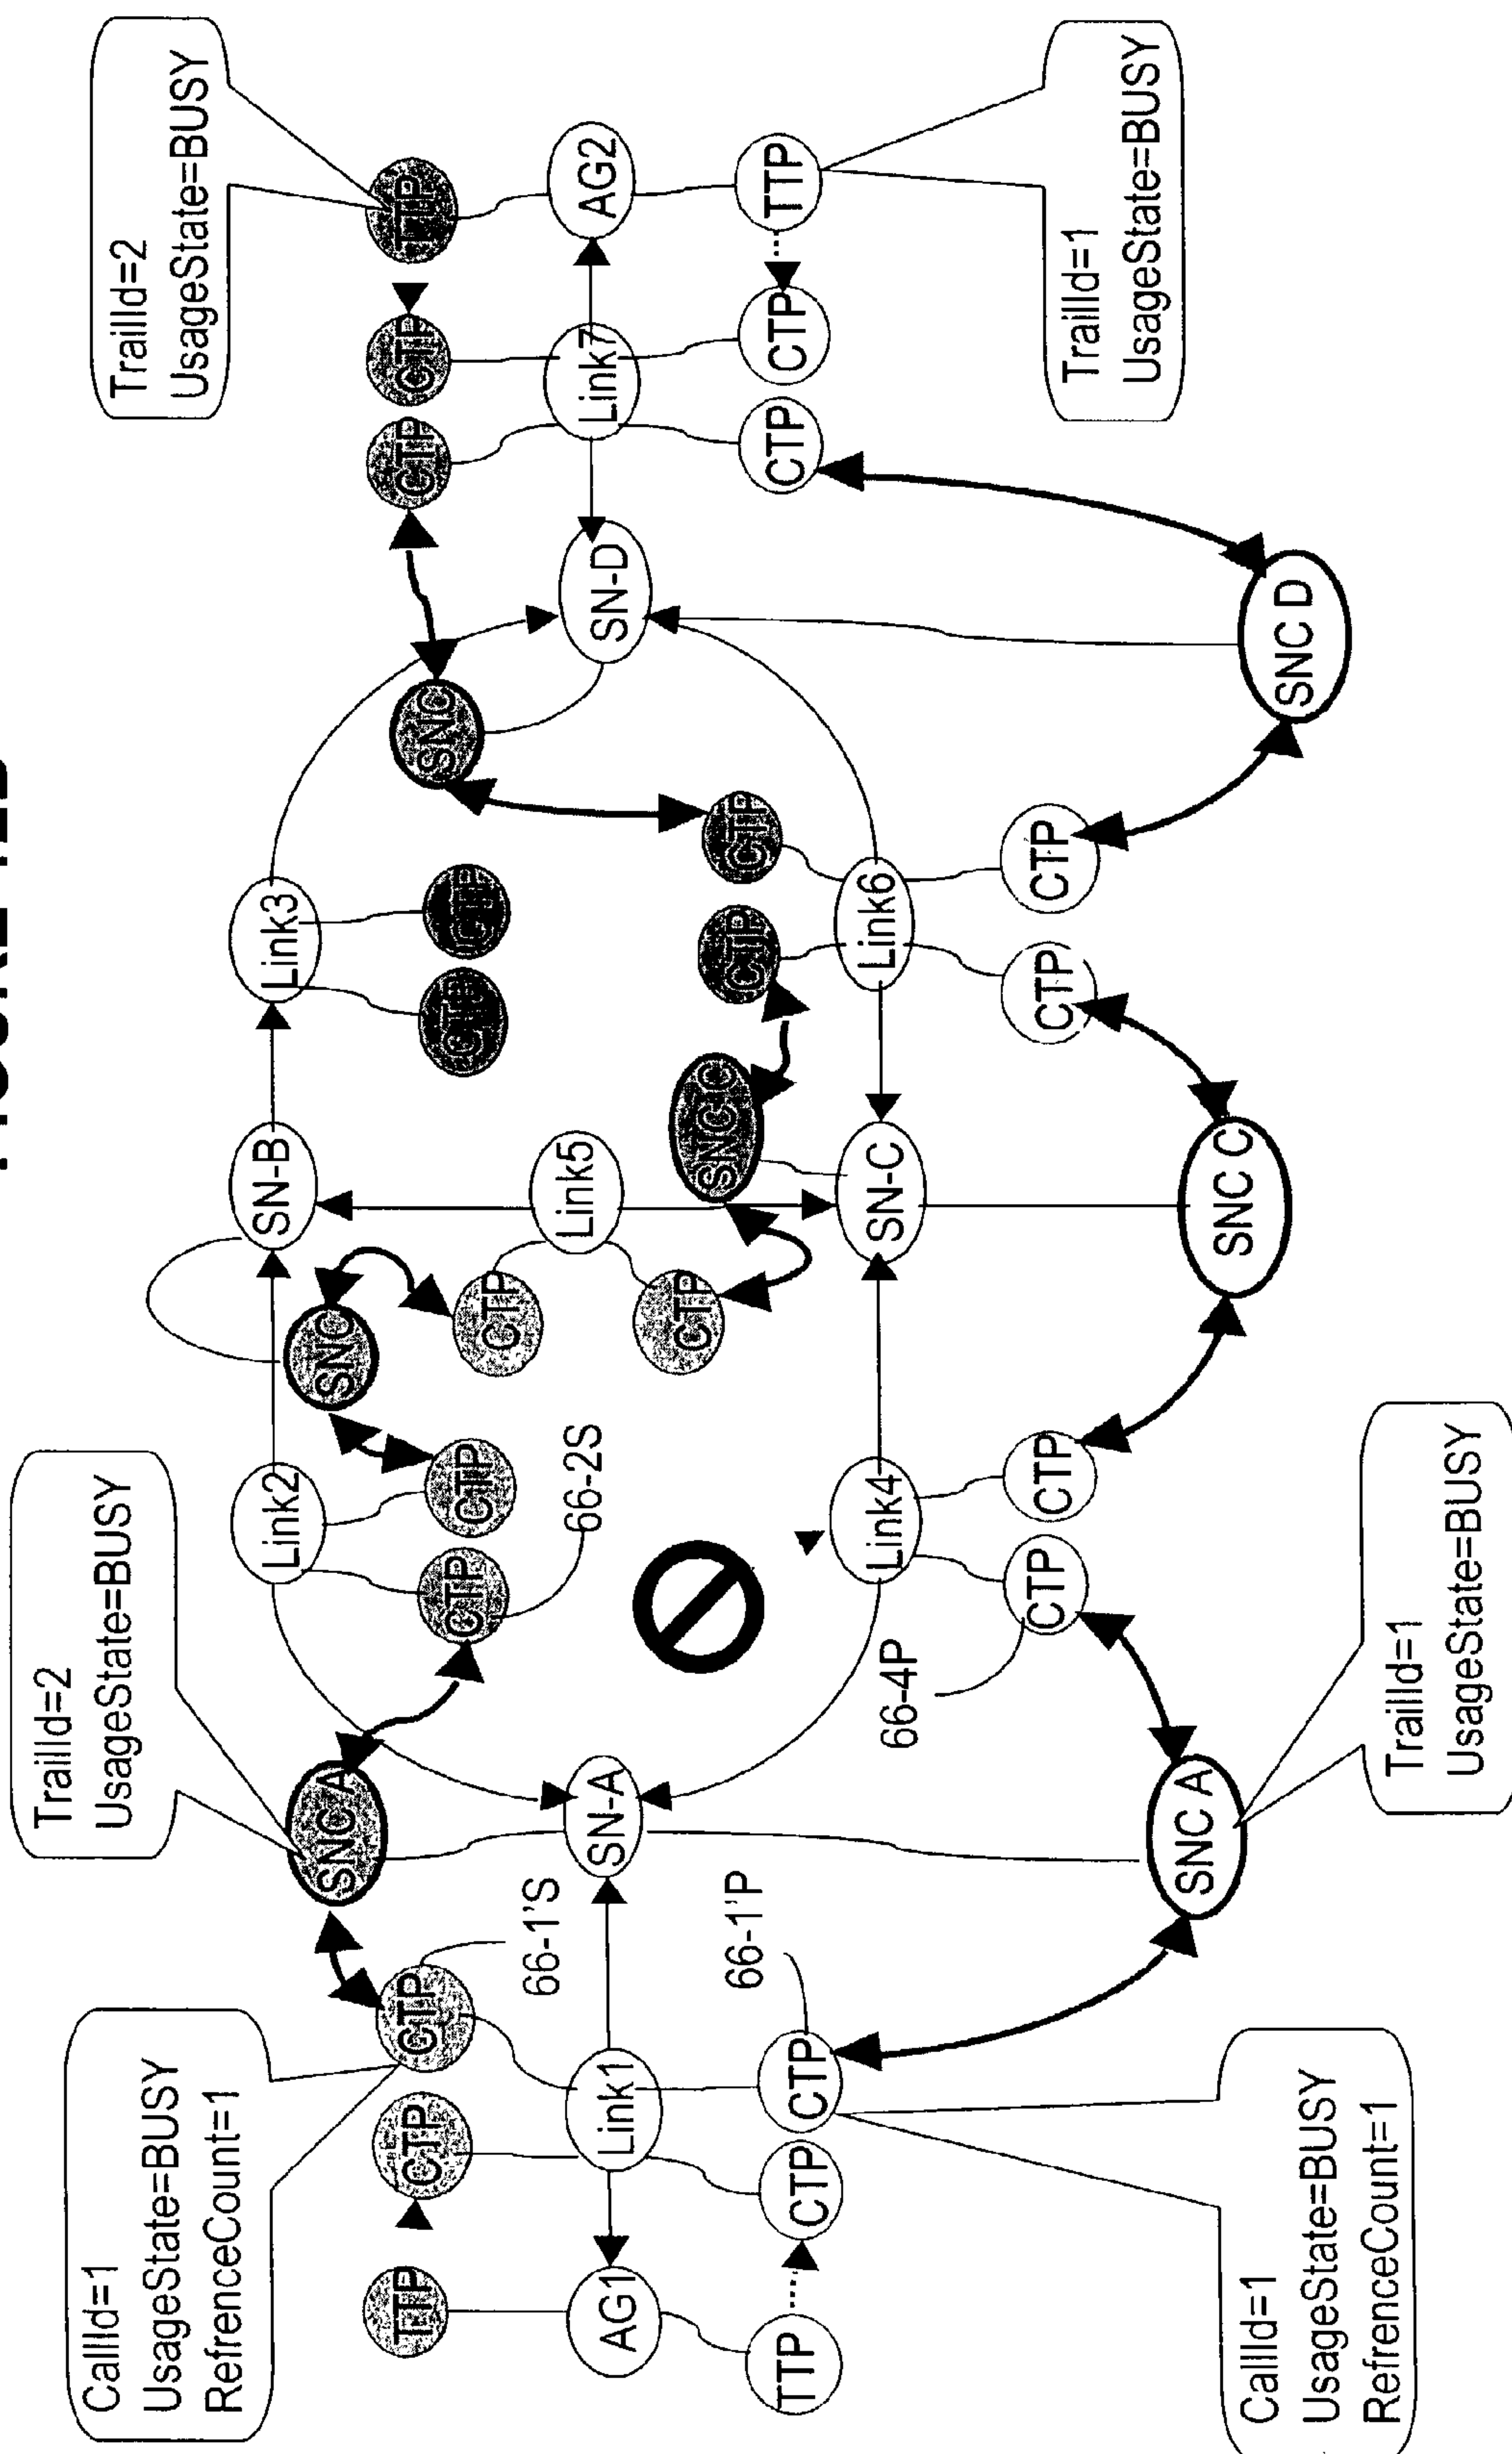 TrailId=2
UsageState=BUSY
CallId=1
UsageState=BUSY
RefrenceCount=1
TrailId=2
UsageState=BUSY
Link2
SN-B
Link3
SNC A
SNC
TTP
CTP
CTP
CTP
CTP
CTP
CTP
CTP
SNC
CTP
CTP
TTP
66-1'S
66-2S
AG1
Link1
SN-A
Link5
SN-D
Link7
AG2
CTP
SNC C
CTP
CTP
66-1'P
TTP
CTP
CTP
CTP
CTP
TTP
66-4P
Link4
SN-C
Link6
CTP
CTP
CTP
CTP
TrailId=1
UsageState=BUSY
SNC A
SNC C
SNC D
CallId=1
UsageState=BUSY
RefrenceCount=1
TrailId=1
UsageState=BUSY